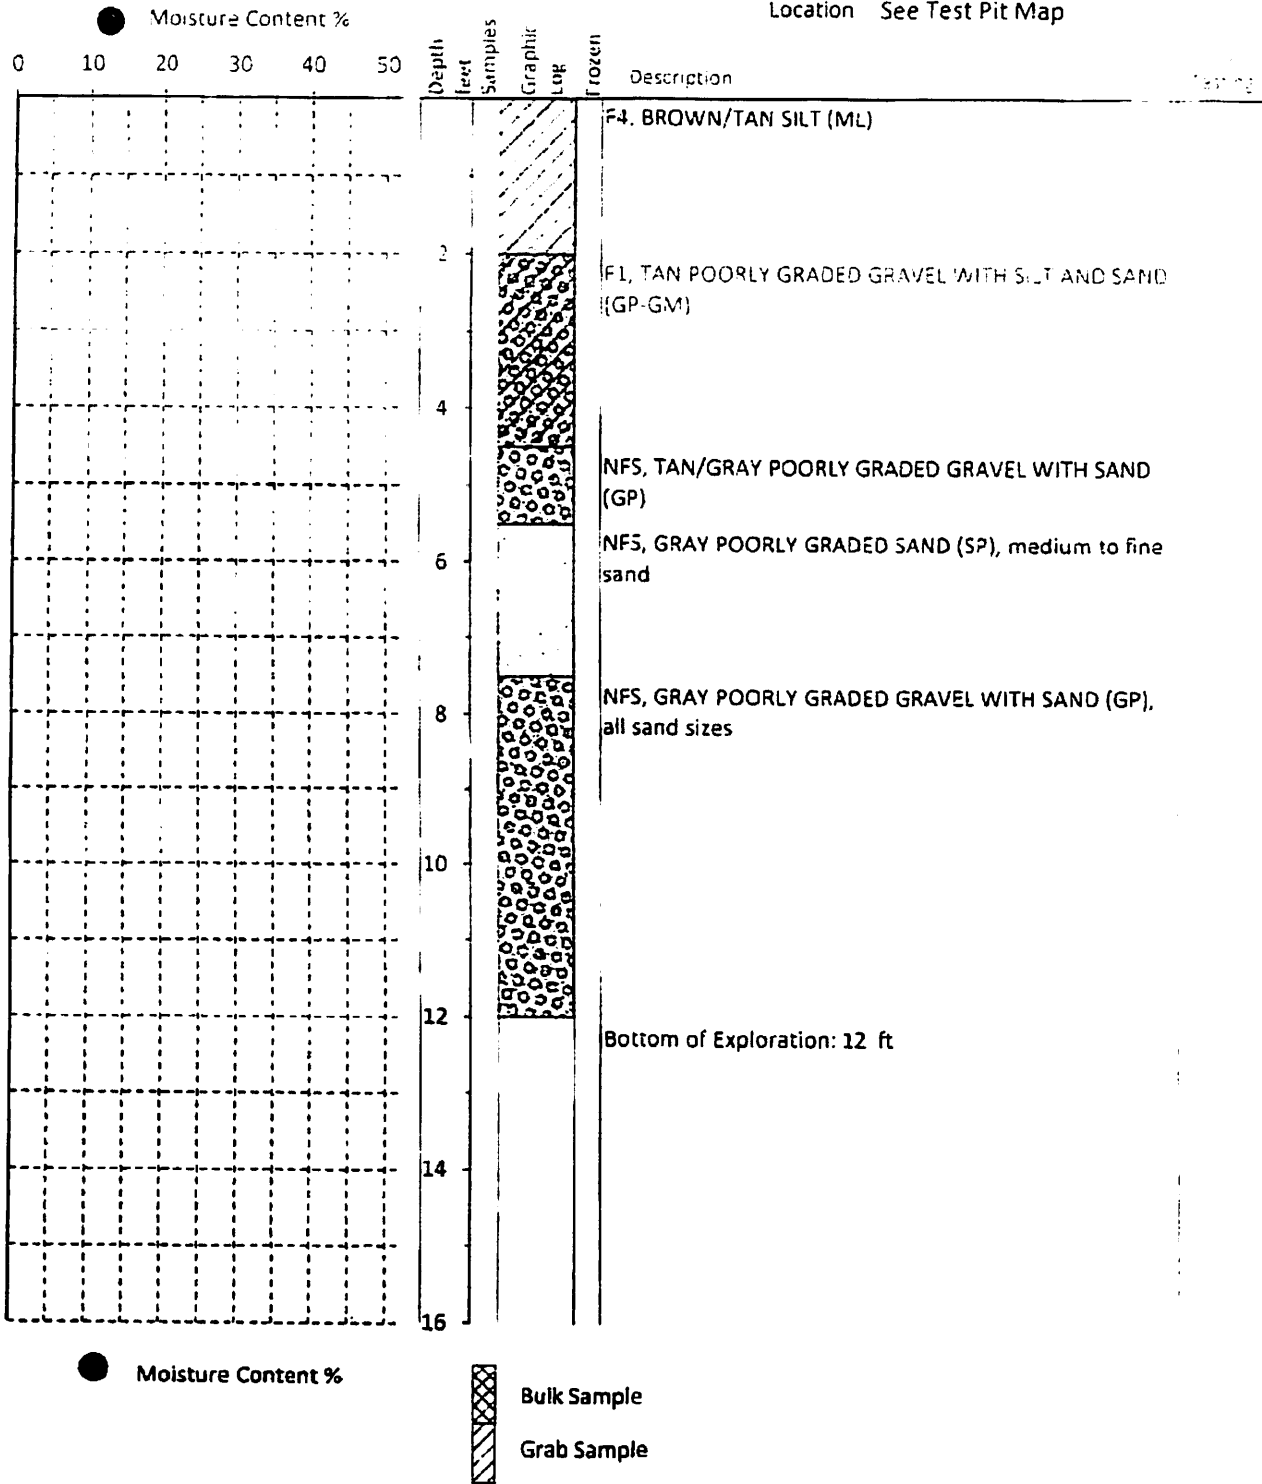 Moisture Content %
Location See Test Pit Map
0 10 20 30 40 50
Depth
feet
Samples
Graphic
Log
Frozen
Description
Testing
F4. BROWN/TAN SILT (ML)
2
F1, TAN POORLY GRADED GRAVEL WITH SILT AND SAND
(GP-GM)
4
NFS, TAN/GRAY POORLY GRADED GRAVEL WITH SAND
(GP)
NFS, GRAY POORLY GRADED SAND (SP), medium to fine
sand
6
NFS, GRAY POORLY GRADED GRAVEL WITH SAND (GP),
all sand sizes
8
10
12
Bottom of Exploration: 12 ft
14
16
Moisture Content %
Bulk Sample
Grab Sample